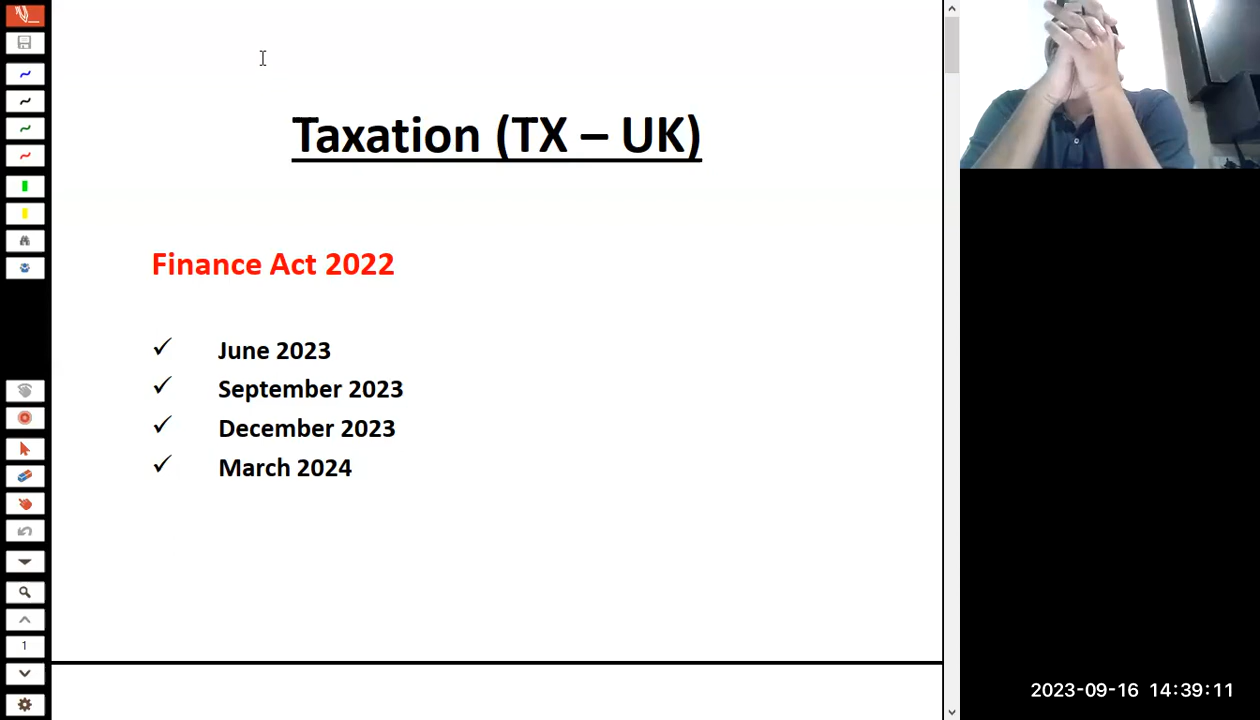 Taxation (TX – UK)
Finance Act 2022
✓ June 2023
✓ September 2023
✓ December 2023
✓ March 2024
1
2023-09-16 14:39:11